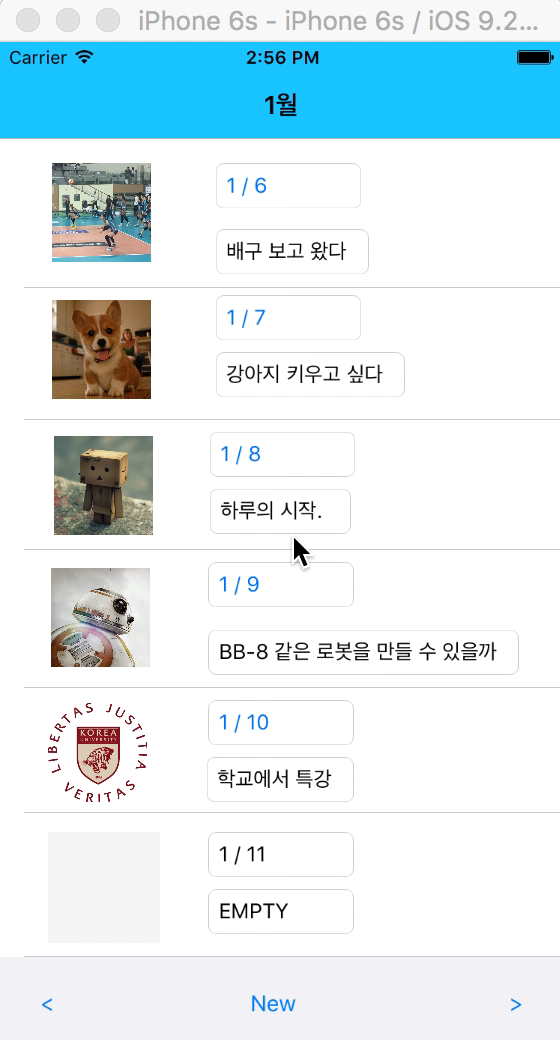 iPhone 6s - iPhone 6s / iOS 9.2...
Carrier 2:56 PM
1월
1 / 6
배구 보고 왔다
1 / 7
강아지 키우고 싶다
1 / 8
하루의 시작.
1 / 9
BB-8 같은 로봇을 만들 수 있을까
LIBERTAS JUSTITIA VERITAS
KOREA
UNIVERSITY
1 / 10
학교에서 특강
1 / 11
EMPTY
< New >